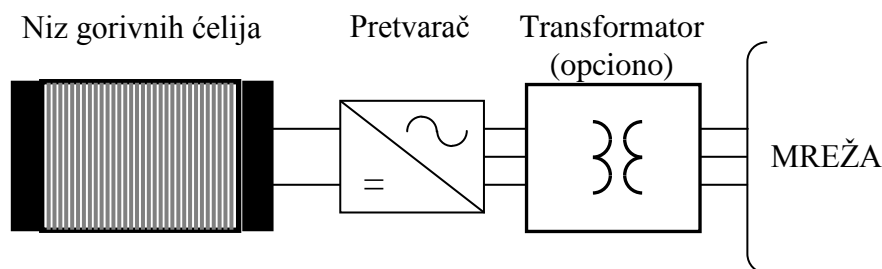 Niz gorivnih ćelija
Pretvarač
Transformator
(opciono)
=
MREŽA